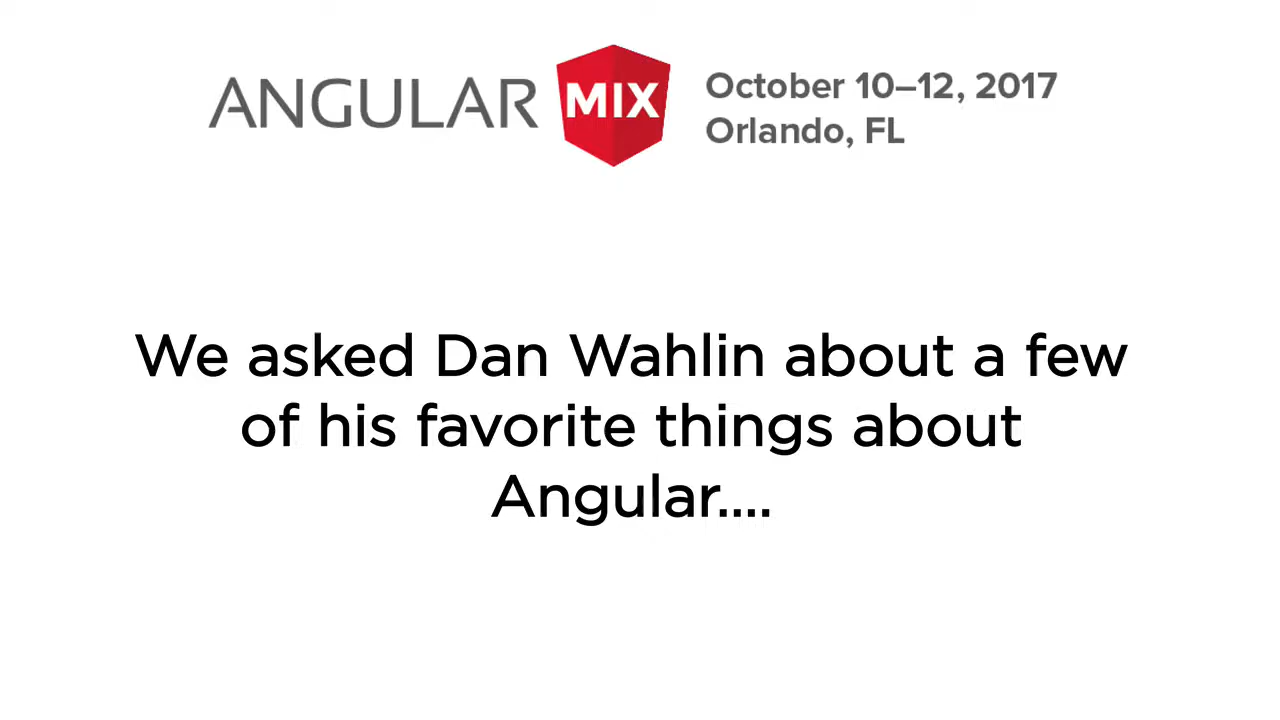 ANGULAR MIX
October 10–12, 2017
Orlando, FL
We asked Dan Wahlin about a few
of his favorite things about
Angular....